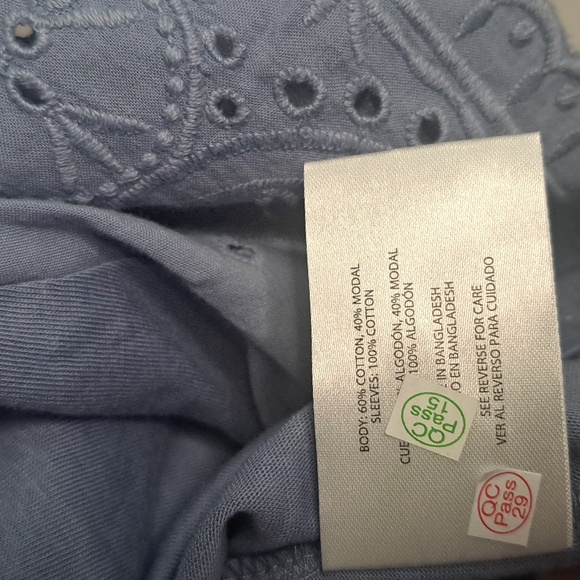 BODY: 60% COTTON, 40% MODAL
SLEEVES: 100% COTTON
CUE ALGODÓN, 40% MODAL
100% ALGODÓN
IN BANGLADESH
O EN BANGLADESH
SEE REVERSE FOR CARE
VER AL REVERSO PARA CUIDADO
QC
Pass
15
QC
Pass
29